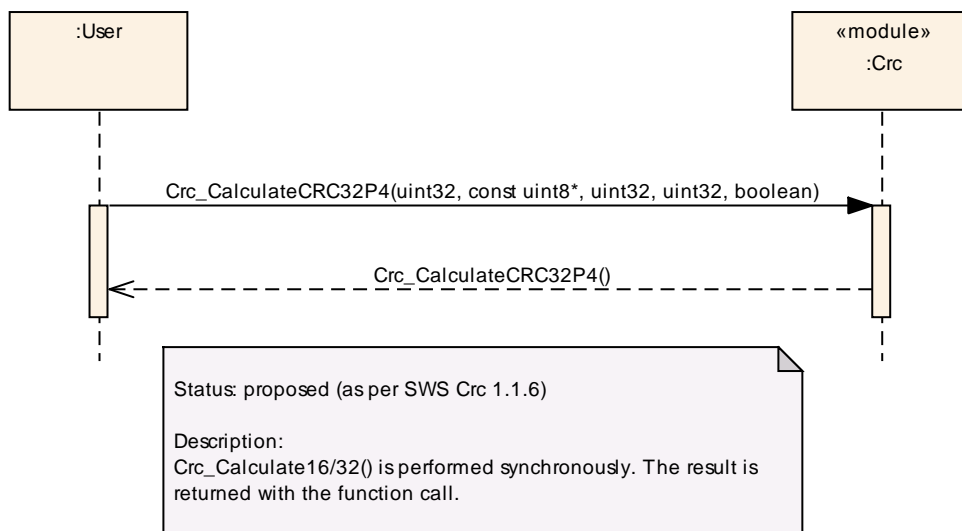 :User
«module»
:Crc
Crc_CalculateCRC32P4(uint32, const uint8*, uint32, uint32, boolean)
Crc_CalculateCRC32P4()
Status: proposed (as per SWS Crc 1.1.6)
Description:
Crc_Calculate16/32() is performed synchronously. The result is
returned with the function call.